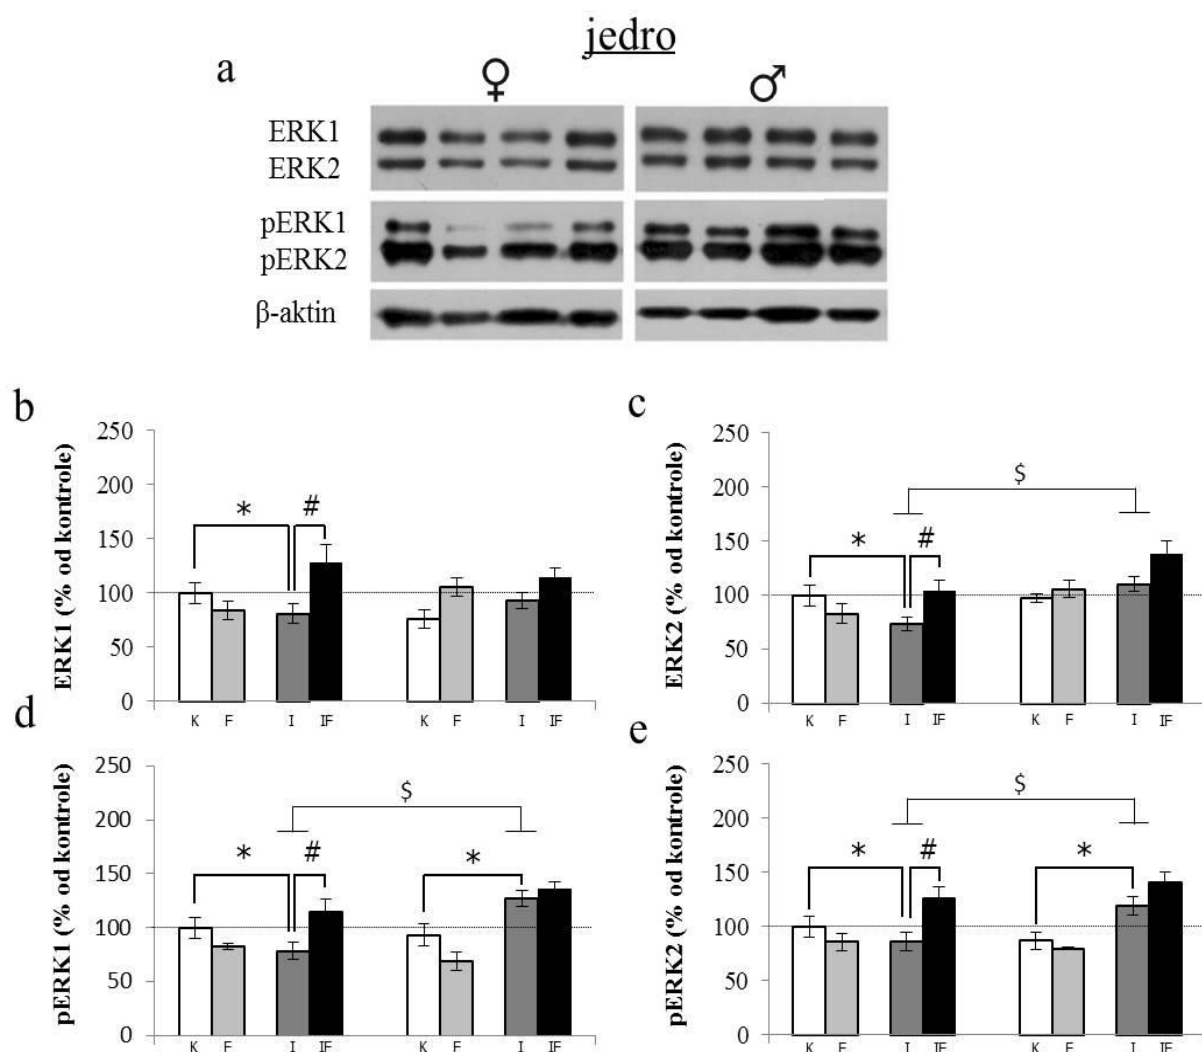 jedro
a
♀ ♂
ERK1
ERK2
pERK1
pERK2
β-aktin
b
ERK1 (% od kontrole)
250
200
150
100
50
0
* #
K F I IF K F I IF
c
ERK2 (% od kontrole)
250
200
150
100
50
0
$
* #
K F I IF K F I IF
d
pERK1 (% od kontrole)
250
200
150
100
50
0
$
* # *
K F I IF K F I IF
e
pERK2 (% od kontrole)
250
200
150
100
50
0
$
* # *
K F I IF K F I IF